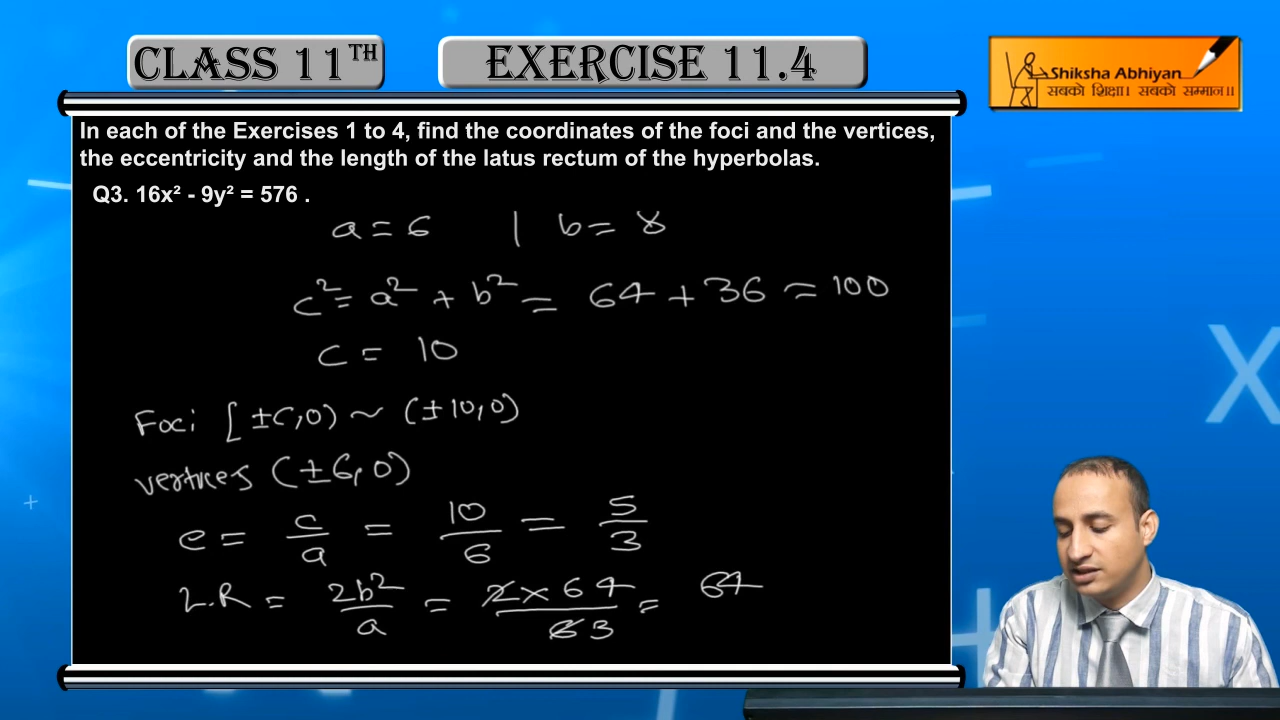 CLASS 11TH
EXERCISE 11.4
Shiksha Abhiyan
सबको शिक्षा। सबको सम्मान।।
In each of the Exercises 1 to 4, find the coordinates of the foci and the vertices,
the eccentricity and the length of the latus rectum of the hyperbolas.
Q3. 16x² - 9y² = 576 .
a = 6 | b = 8
c² = a² + b² = 64 + 36 = 100
c = 10
Foci [±c,0) ~ (±10,0)
vertices (±6,0)
e = c/a = 10/6 = 5/3
L.R = 2b²/a = 2 × 64/6 3 = 64
X